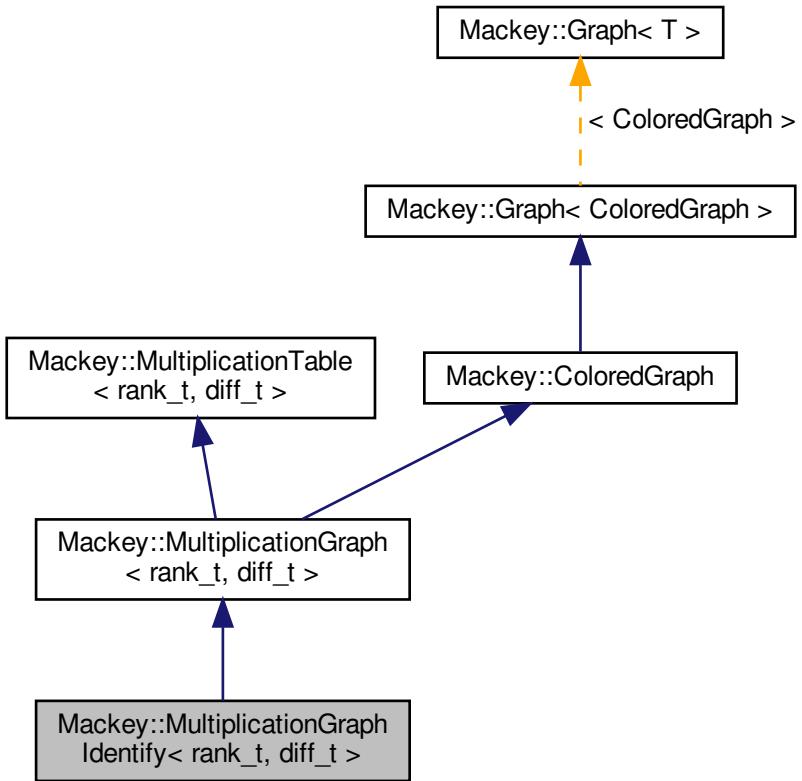 Mackey::Graph< T >
< ColoredGraph >
Mackey::Graph< ColoredGraph >
Mackey::MultiplicationTable
< rank_t, diff_t >
Mackey::ColoredGraph
Mackey::MultiplicationGraph
< rank_t, diff_t >
Mackey::MultiplicationGraph
Identify< rank_t, diff_t >